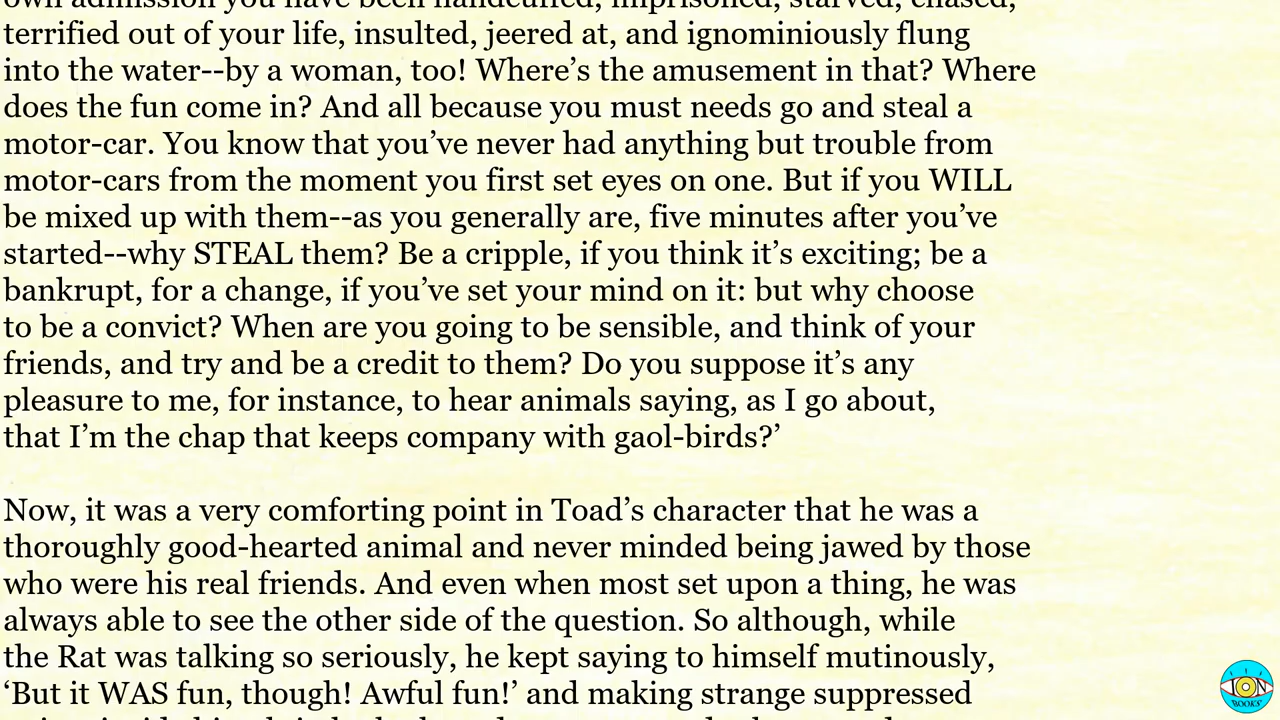 own admission you have been handcuffed, imprisoned, starved, chased,
terrified out of your life, insulted, jeered at, and ignominiously flung
into the water--by a woman, too! Where’s the amusement in that? Where
does the fun come in? And all because you must needs go and steal a
motor-car. You know that you’ve never had anything but trouble from
motor-cars from the moment you first set eyes on one. But if you WILL
be mixed up with them--as you generally are, five minutes after you’ve
started--why STEAL them? Be a cripple, if you think it’s exciting; be a
bankrupt, for a change, if you’ve set your mind on it: but why choose
to be a convict? When are you going to be sensible, and think of your
friends, and try and be a credit to them? Do you suppose it’s any
pleasure to me, for instance, to hear animals saying, as I go about,
that I’m the chap that keeps company with gaol-birds?’
Now, it was a very comforting point in Toad’s character that he was a
thoroughly good-hearted animal and never minded being jawed by those
who were his real friends. And even when most set upon a thing, he was
always able to see the other side of the question. So although, while
the Rat was talking so seriously, he kept saying to himself mutinously,
‘But it WAS fun, though! Awful fun!’ and making strange suppressed
ION
BOOKS